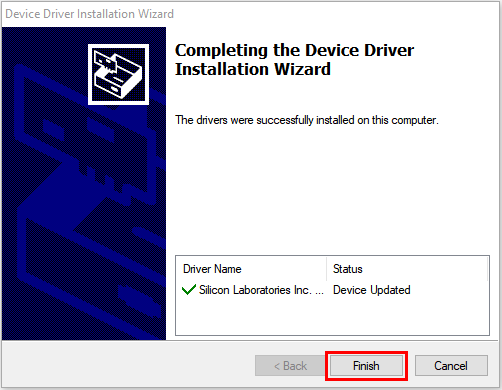 Device Driver Installation Wizard
Completing the Device Driver
Installation Wizard
The drivers were successfully installed on this computer.
Driver Name Status
Silicon Laboratories Inc. ... Device Updated
< Back Finish Cancel